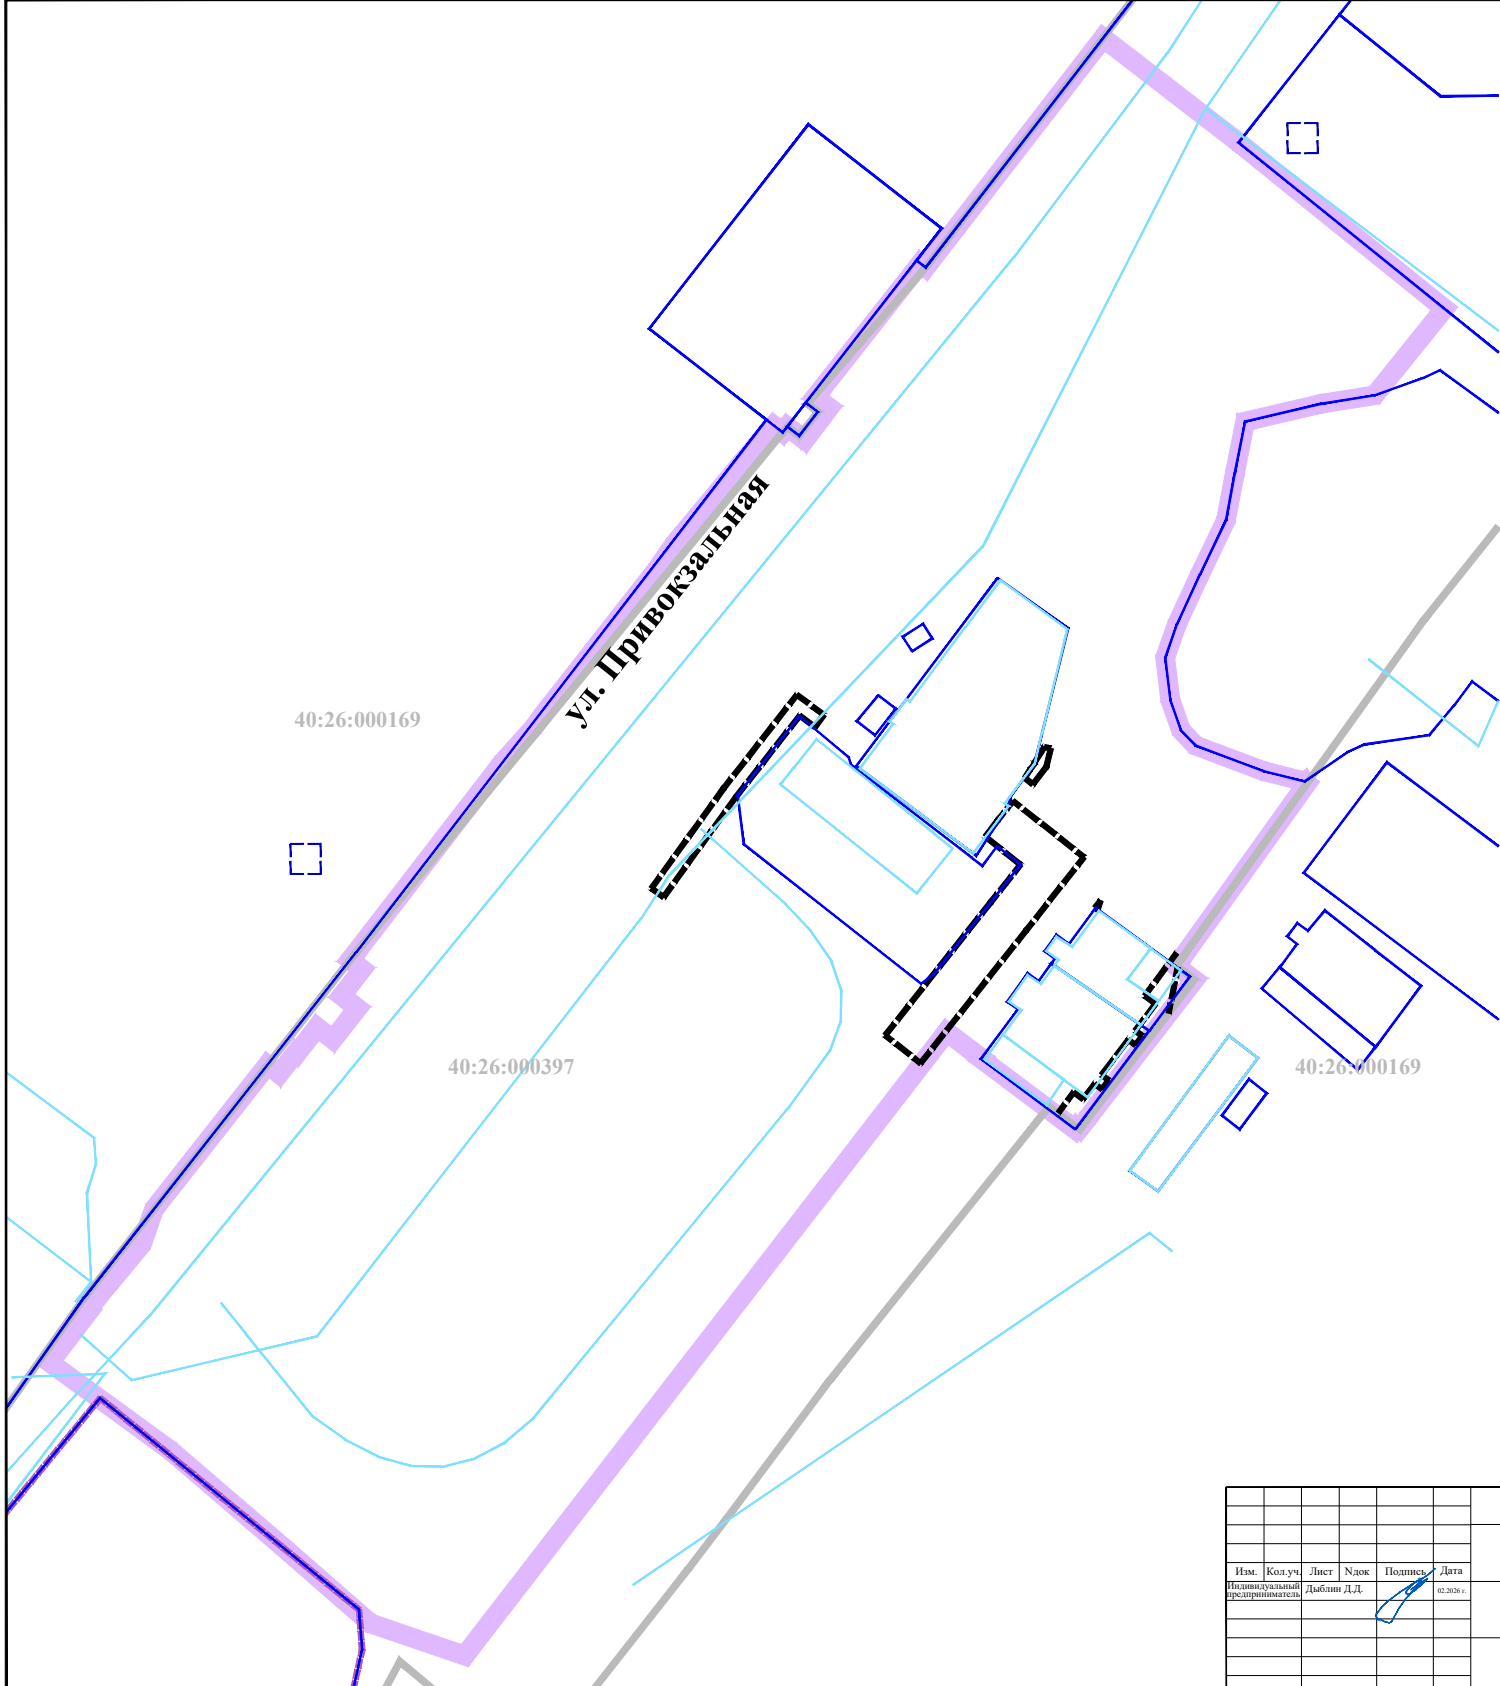 ул. Привокзальная
40:26:000169
40:26:000397
40:26:000169
Изм. Кол.уч. Лист Nдок Подпись Дата
Индивидуальный предприниматель Дыблин Д.Д. 02.2026 г.